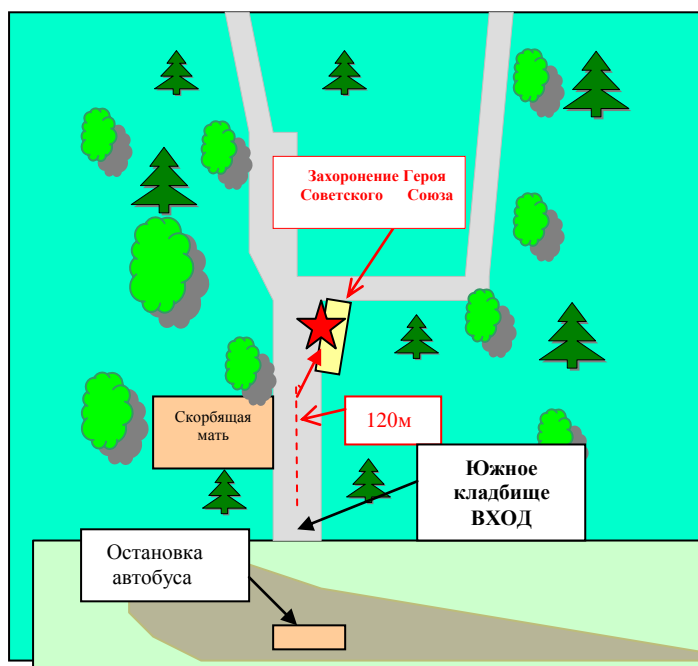 Захоронение Героя
Советского Союза
Скорбящая
мать
120м
Южное
кладбище
ВХОД
Остановка
автобуса